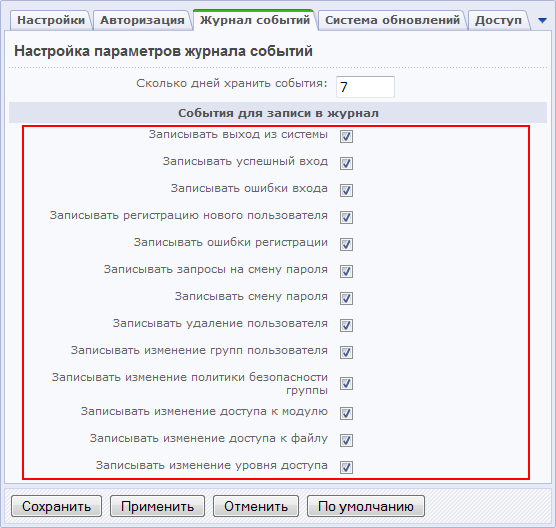 Настройки Авторизация Журнал событий Система обновлений Доступ
Настройка параметров журнала событий
Сколько дней хранить события: 7
События для записи в журнал
Записывать выход из системы
Записывать успешный вход
Записывать ошибки входа
Записывать регистрацию нового пользователя
Записывать ошибки регистрации
Записывать запросы на смену пароля
Записывать смену пароля
Записывать удаление пользователя
Записывать изменение групп пользователя
Записывать изменение политики безопасности
группы
Записывать изменение доступа к модулю
Записывать изменение доступа к файлу
Записывать изменение уровня доступа
Сохранить Применить Отменить По умолчанию